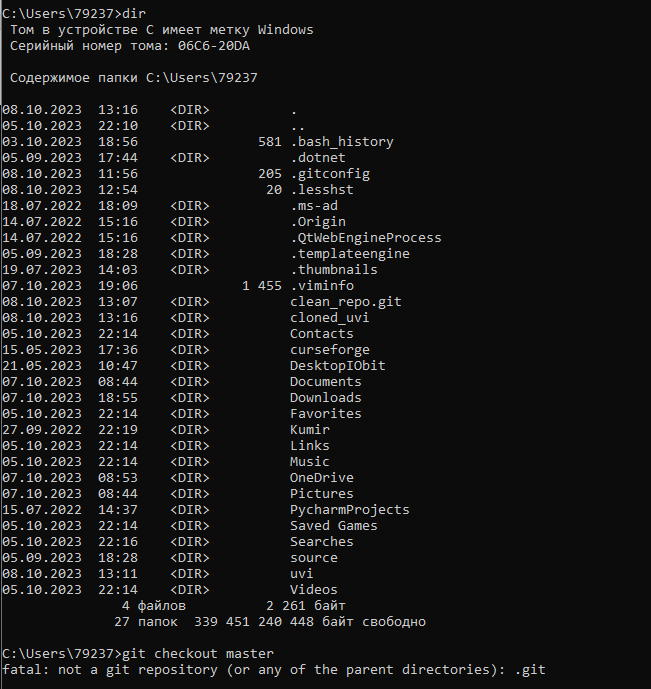 C:\Users\79237>dir
Том в устройстве C имеет метку Windows
Серийный номер тома: 06C6-20DA
Содержимое папки C:\Users\79237
08.10.2023  13:16    <DIR>          .
05.10.2023  22:10    <DIR>          ..
03.10.2023  18:56               581 .bash_history
05.09.2023  17:44    <DIR>          .dotnet
08.10.2023  11:56               205 .gitconfig
08.10.2023  12:54                20 .lesshst
18.07.2022  18:09    <DIR>          .ms-ad
14.07.2022  15:16    <DIR>          .Origin
14.07.2022  15:16    <DIR>          .QtWebEngineProcess
05.09.2023  18:28    <DIR>          .templateengine
19.07.2023  14:03    <DIR>          .thumbnails
07.10.2023  19:06             1 455 .viminfo
08.10.2023  13:07    <DIR>          clean_repo.git
08.10.2023  13:16    <DIR>          cloned_uvi
05.10.2023  22:14    <DIR>          Contacts
15.05.2023  17:36    <DIR>          curseforge
21.05.2023  10:47    <DIR>          DesktopIObit
07.10.2023  08:44    <DIR>          Documents
07.10.2023  18:55    <DIR>          Downloads
05.10.2023  22:14    <DIR>          Favorites
27.09.2022  22:19    <DIR>          Kumir
05.10.2023  22:14    <DIR>          Links
05.10.2023  22:14    <DIR>          Music
07.10.2023  08:53    <DIR>          OneDrive
07.10.2023  08:44    <DIR>          Pictures
15.07.2022  14:37    <DIR>          PycharmProjects
05.10.2023  22:14    <DIR>          Saved Games
05.10.2023  22:16    <DIR>          Searches
05.09.2023  18:28    <DIR>          source
08.10.2023  13:11    <DIR>          uvi
05.10.2023  22:14    <DIR>          Videos
4 файлов          2 261 байт
27 папок  339 451 240 448 байт свободно
C:\Users\79237>git checkout master
fatal: not a git repository (or any of the parent directories): .git